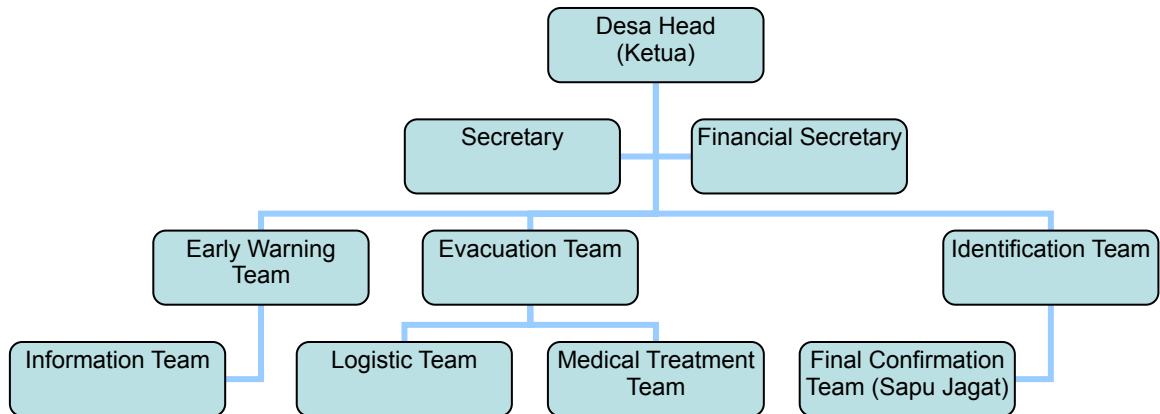 Desa Head
(Ketua)
Secretary
Financial Secretary
Early Warning
Team
Evacuation Team
Identification Team
Information Team
Logistic Team
Medical Treatment
Team
Final Confirmation
Team (Sapu Jagat)